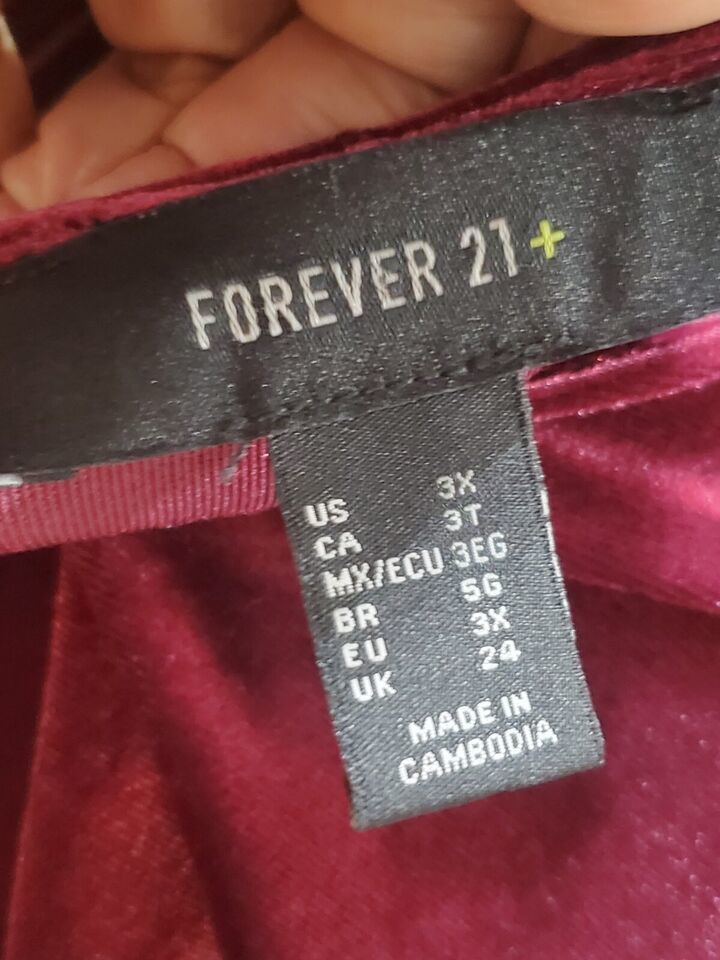 FOREVER 21+
US 3X
CA 3T
MX/ECU 3EG
BR 5G
EU 3X
UK 24
MADE IN
CAMBODIA